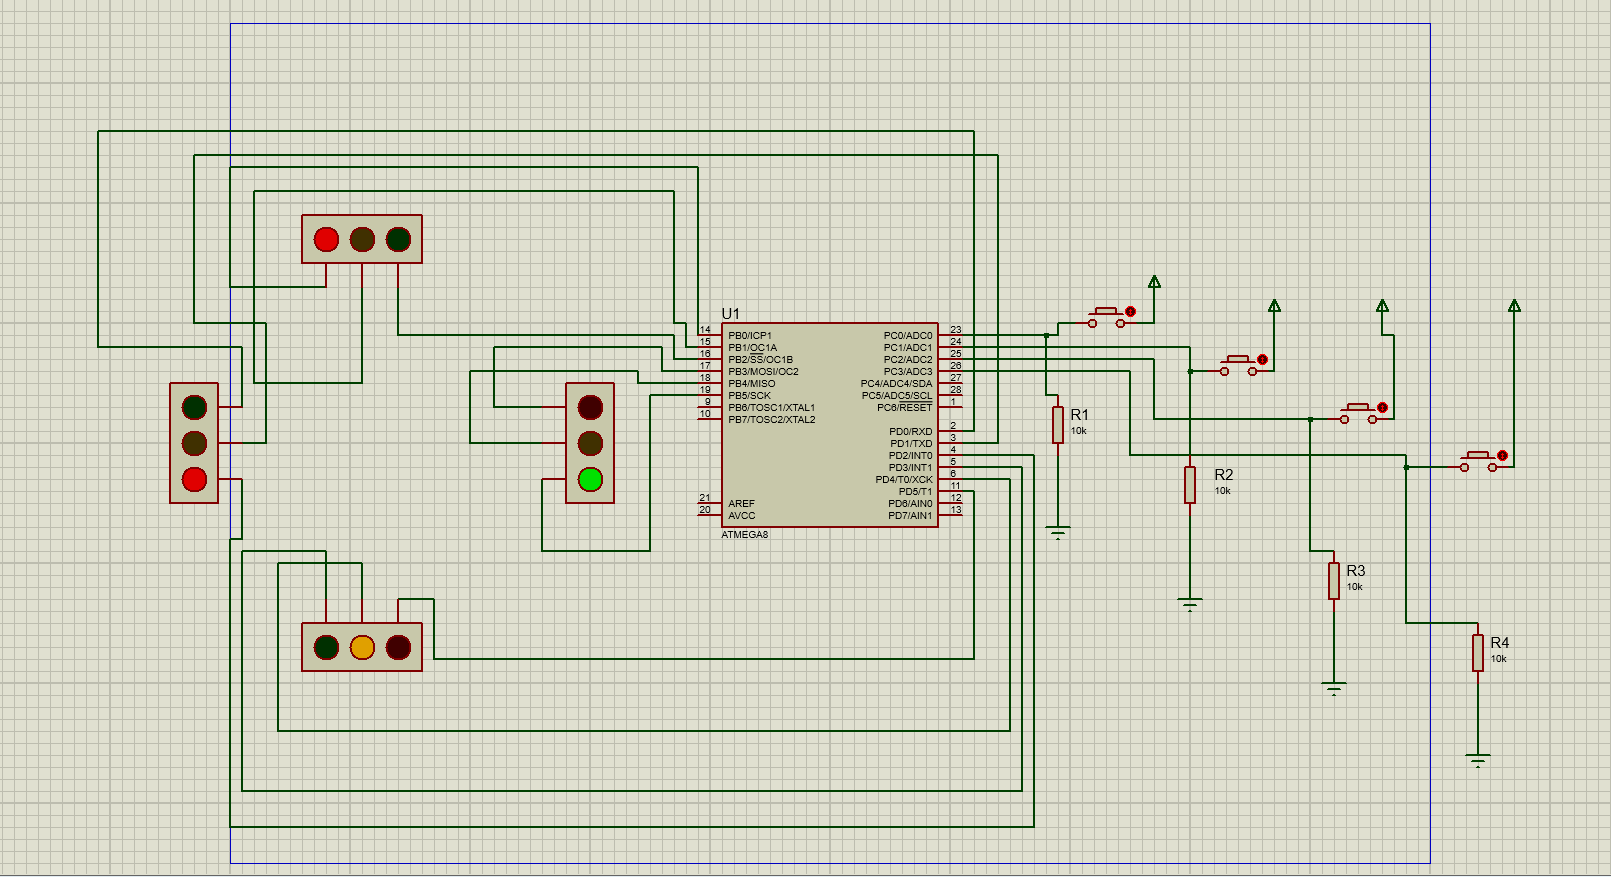 U1
14 PB0/ICP1 PC0/ADC0 23
15 PB1/OC1A PC1/ADC1 24
16 PB2/SS/OC1B PC2/ADC2 25
17 PB3/MOSI/OC2 PC3/ADC3 26
18 PB4/MISO PC4/ADC4/SDA 27
19 PB5/SCK PC5/ADC5/SCL 28
9 PB6/TOSC1/XTAL1 PC6/RESET 1
10 PB7/TOSC2/XTAL2
PD0/RXD 2
PD1/TXD 3
PD2/INT0 4
PD3/INT1 5
PD4/T0/XCK 6
PD5/T1 11
21 AREF PD6/AIN0 12
20 AVCC PD7/AIN1 13
ATMEGA8
R1
10k
R2
10k
R3
10k
R4
10k